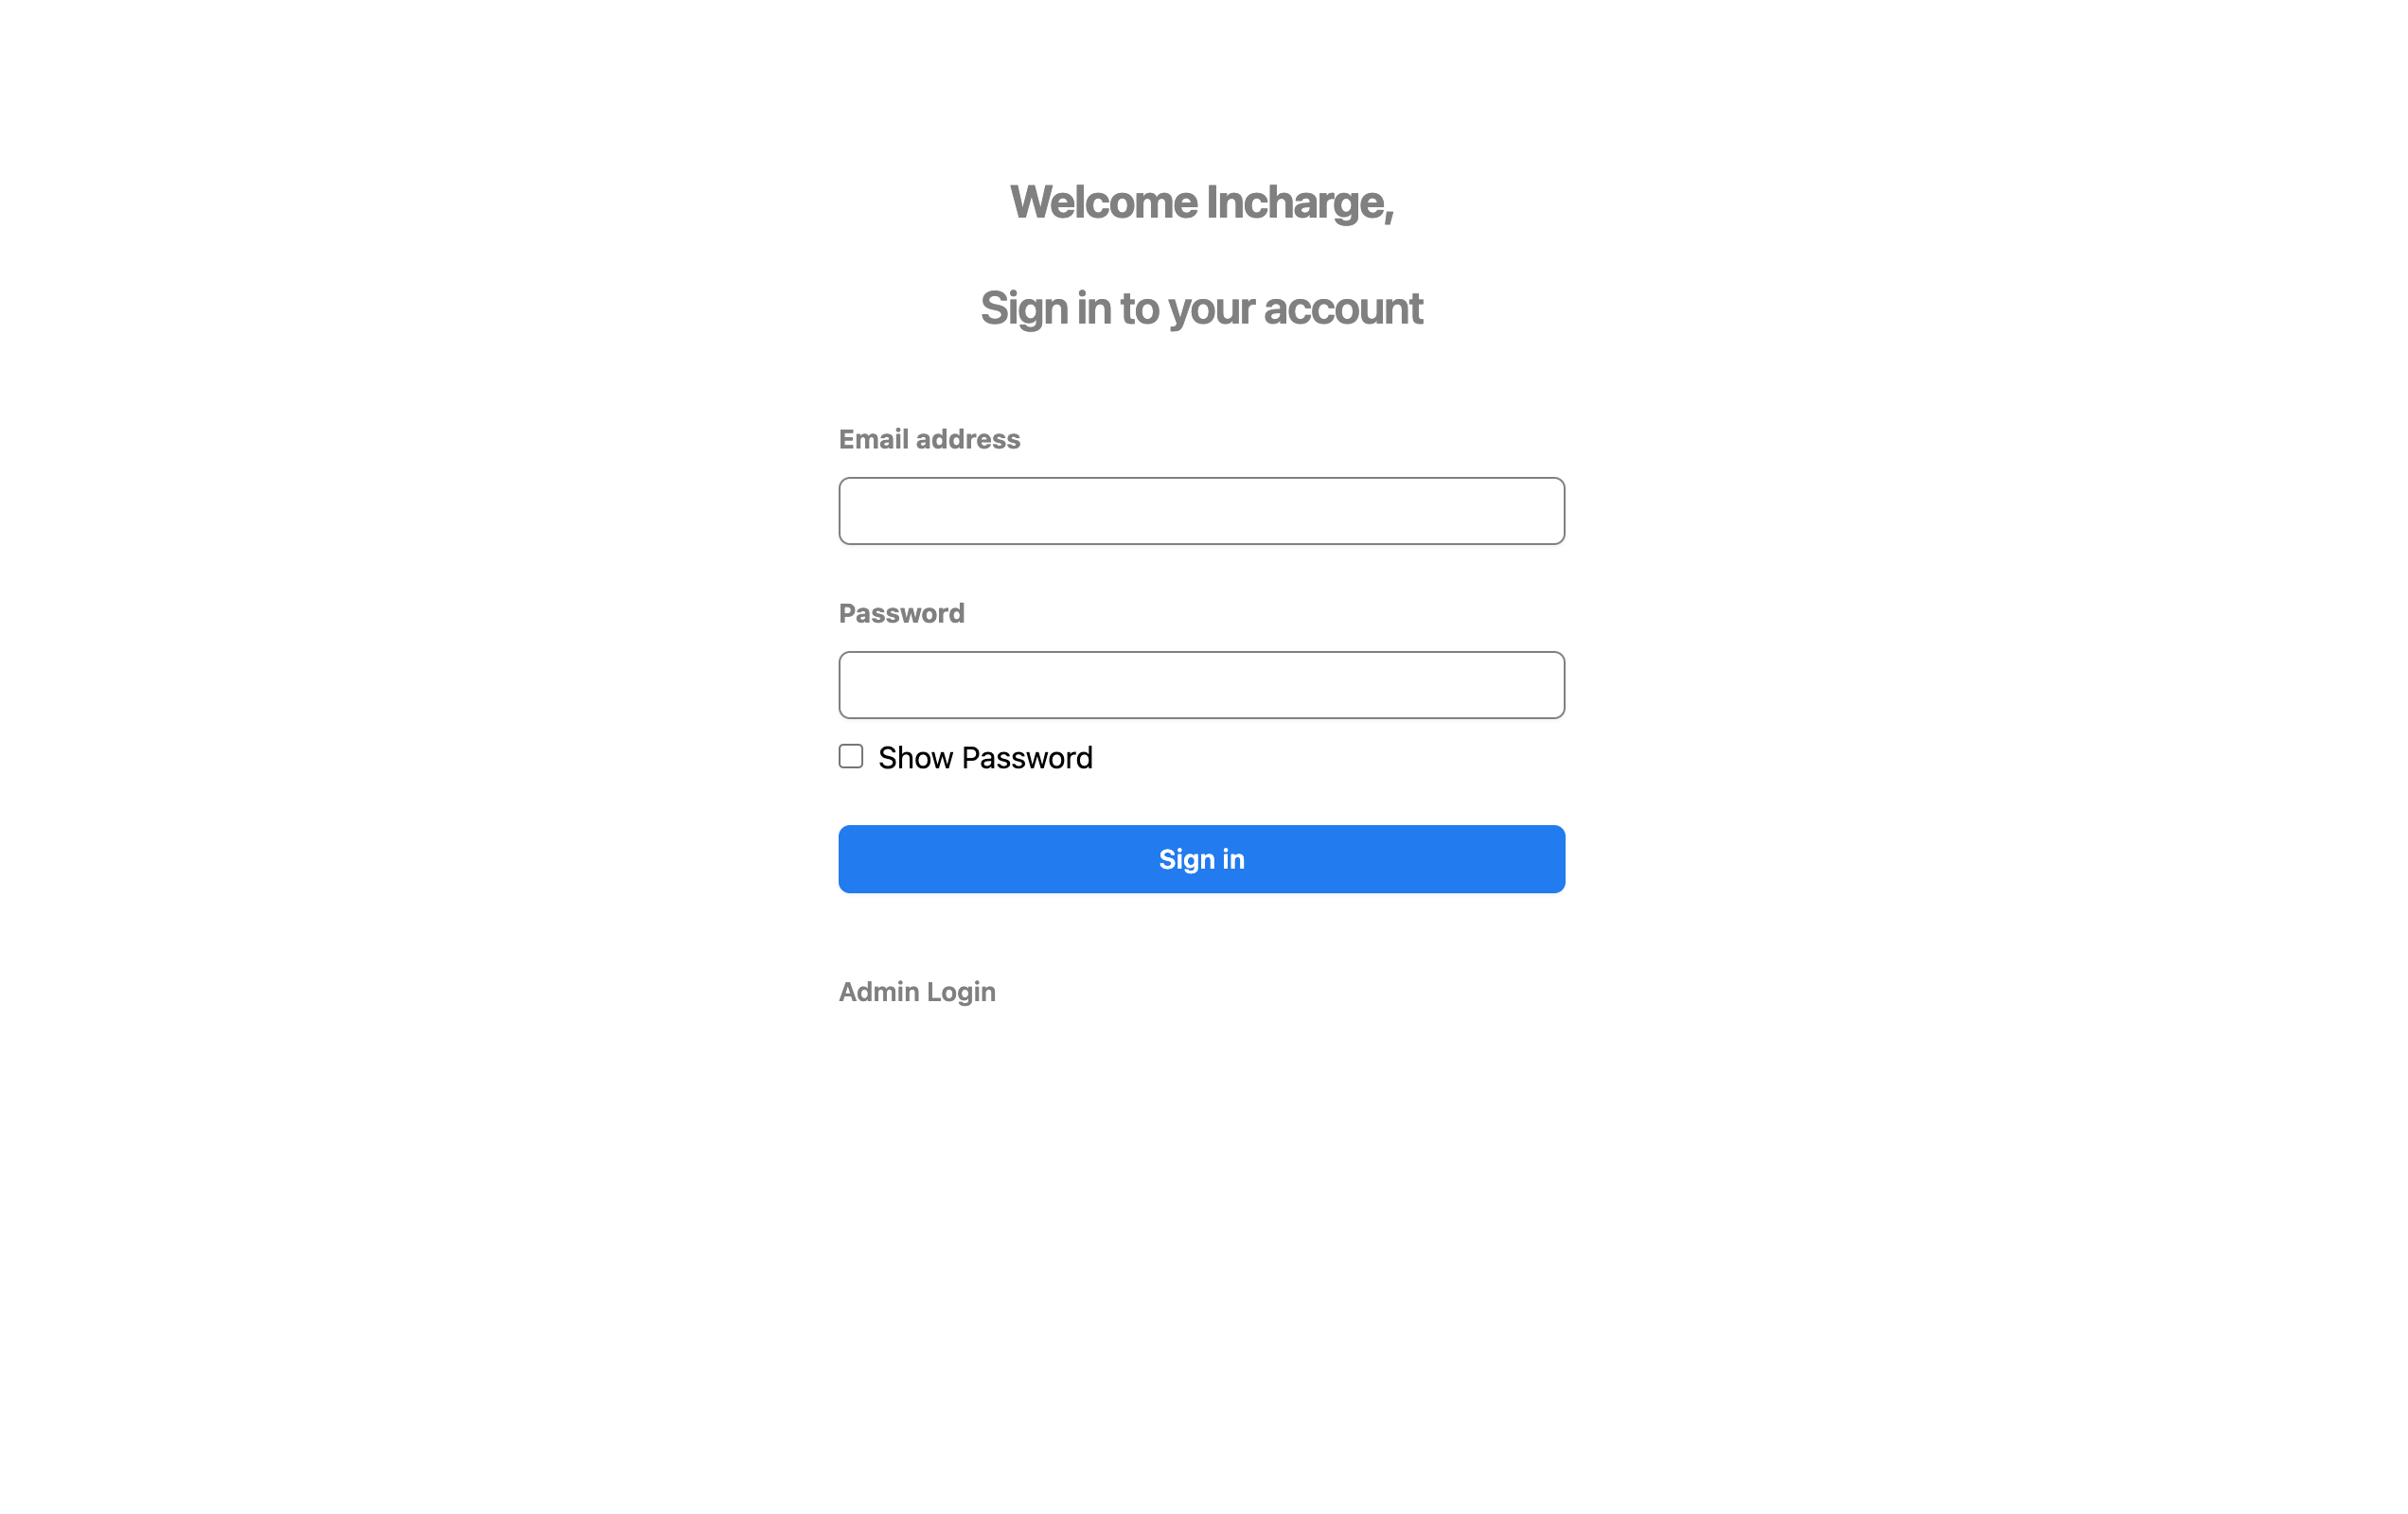 Welcome Incharge,
Sign in to your account
Email address
Password
Show Password
Sign in
Admin Login